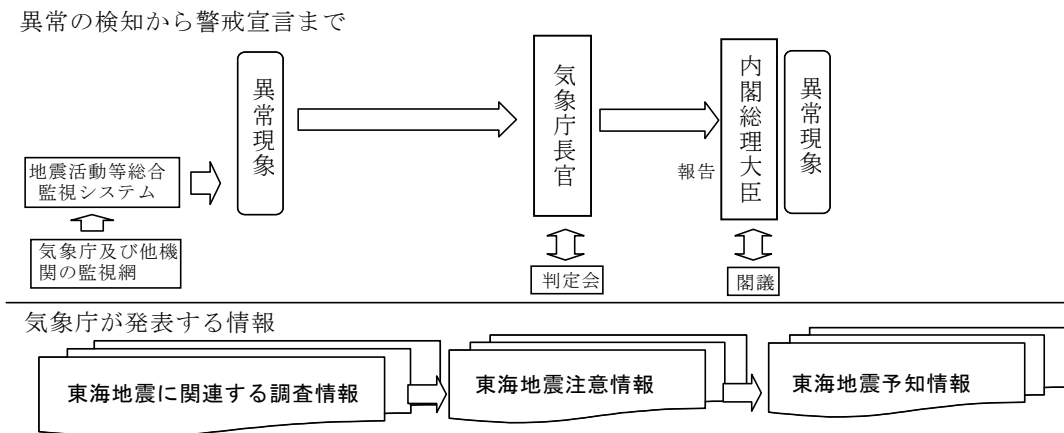 異常の検知から警戒宣言まで
地震活動等総合
監視システム
気象庁及び他機
関の監視網
異常現象
気象庁長官
判定会
報告
内閣総理大臣
異常現象
閣議
気象庁が発表する情報
東海地震に関連する調査情報
東海地震注意情報
東海地震予知情報